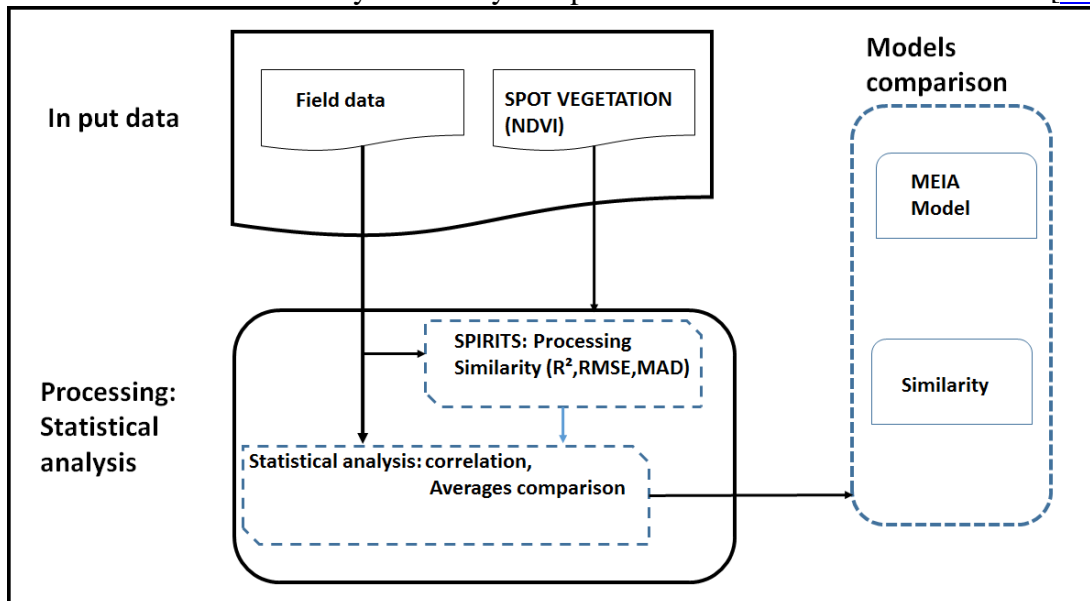 Models
comparison
In put data
Field data
SPOT VEGETATION
(NDVI)
MEIA
Model
Similarity
Processing:
Statistical
analysis
SPIRITS: Processing
Similarity (R²,RMSE,MAD)
Statistical analysis: correlation,
Averages comparison